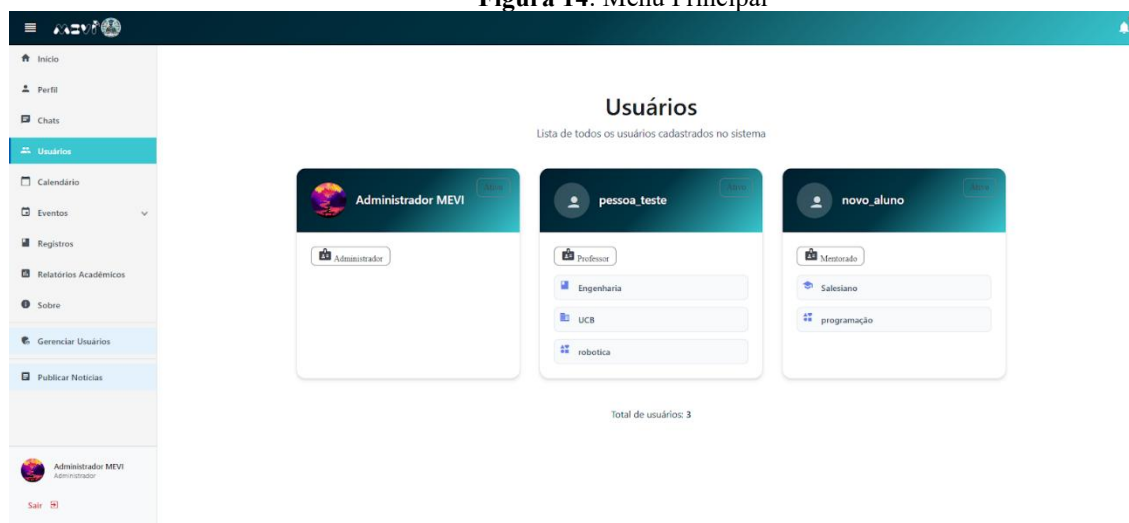 Figura 14: Menu Principal
mevi
Início
Perfil
Chats
Usuários
Calendário
Eventos
Registros
Relatórios Acadêmicos
Sobre
Gerenciar Usuários
Publicar Notícias
Administrador MEVI
Administrador
Sair
Usuários
Lista de todos os usuários cadastrados no sistema
Administrador MEVI
Ativo
Administrador
pessoa_teste
Ativo
Professor
Engenharia
UCB
robotica
novo_aluno
Ativo
Mentorado
Salesiano
programação
Total de usuários: 3